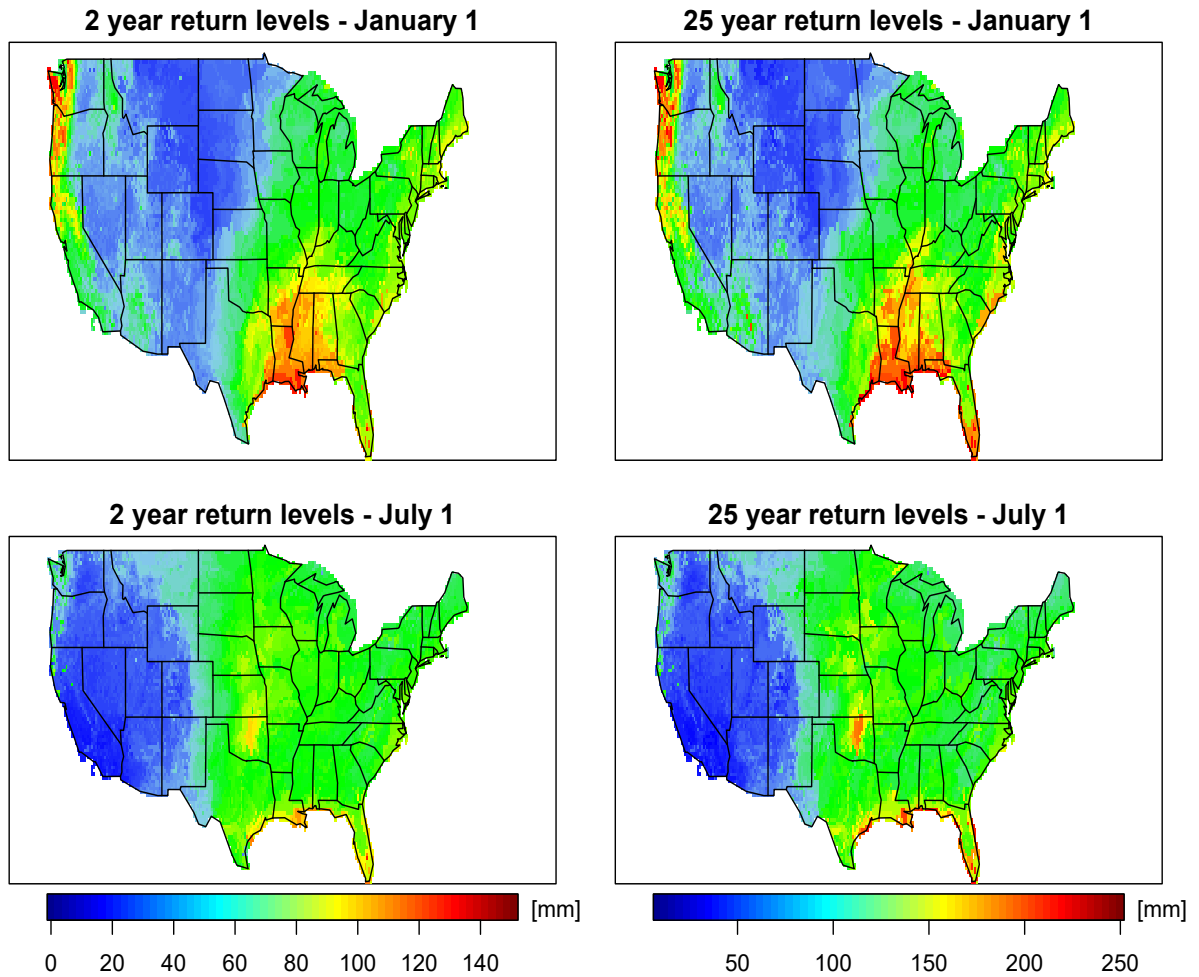 2 year return levels - January 1
25 year return levels - January 1
2 year return levels - July 1
25 year return levels - July 1
[mm]
0 20 40 60 80 100 120 140
[mm]
50 100 150 200 250